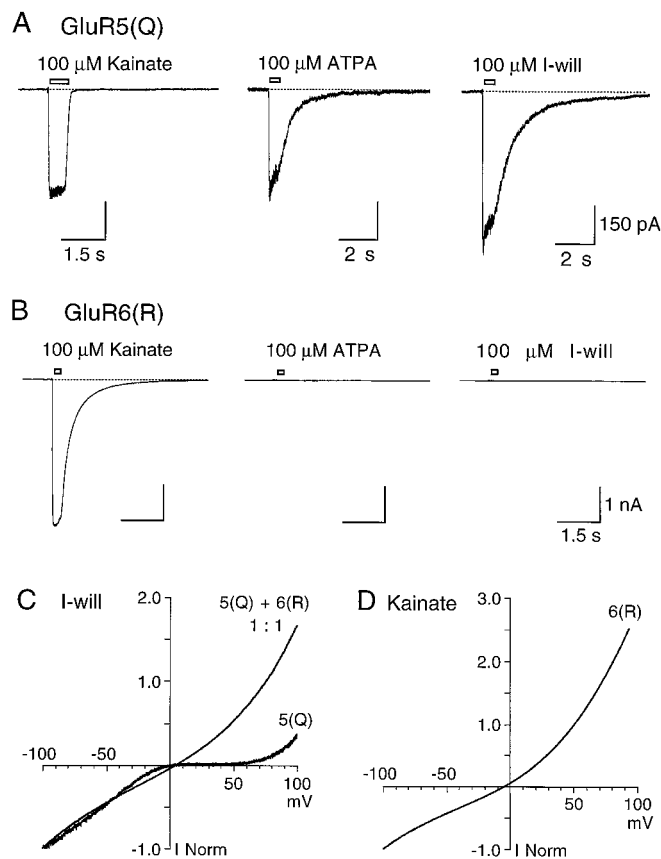 A GluR5(Q)
100 µM Kainate
100 µM ATPA
100 µM I-will
1.5 s
2 s
2 s
150 pA
B GluR6(R)
100 µM Kainate
100 µM ATPA
100 µM I-will
1 nA
1.5 s
C I-will
2.0
5(Q) + 6(R)
1 : 1
1.0
5(Q)
-100
-50
50
100
mV
-1.0
I Norm
D Kainate
3.0
6(R)
2.0
1.0
-100
-50
50
100
mV
-1.0
I Norm